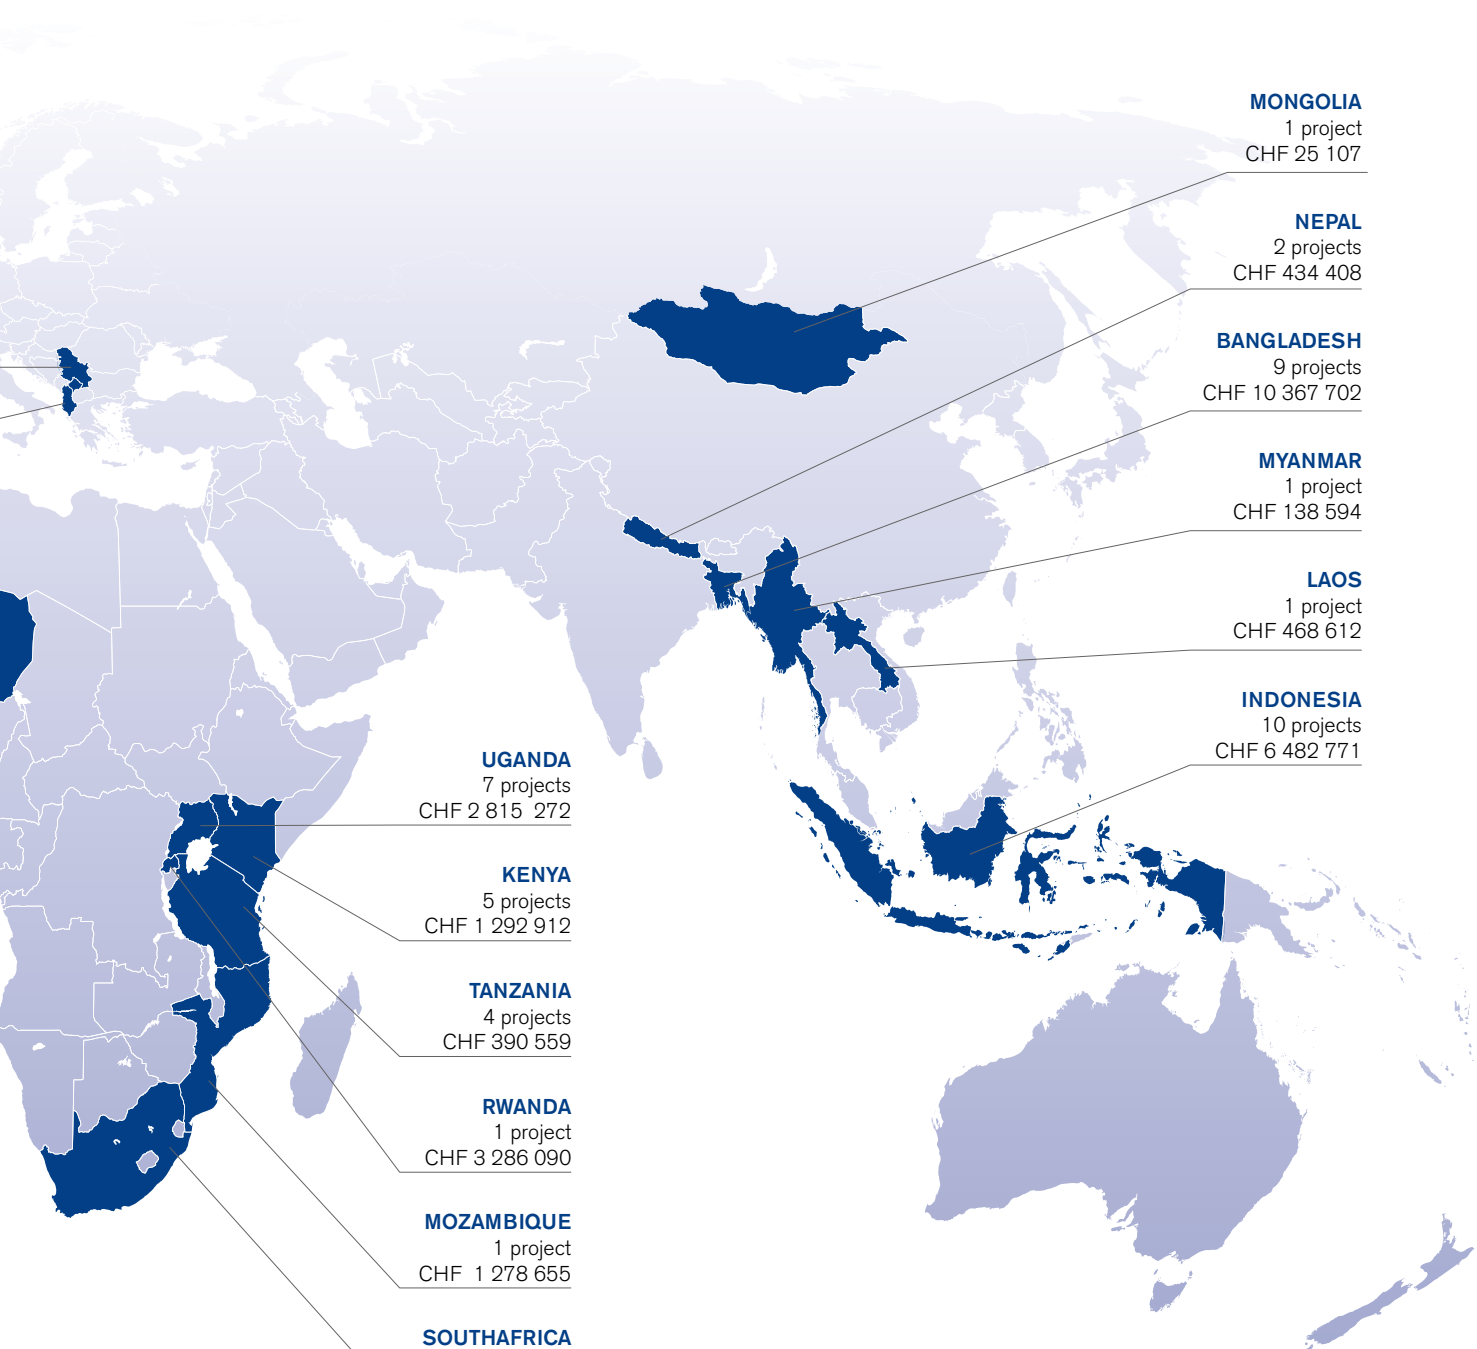 MONGOLIA
1 project
CHF 25 107
NEPAL
2 projects
CHF 434 408
BANGLADESH
9 projects
CHF 10 367 702
MYANMAR
1 project
CHF 138 594
LAOS
1 project
CHF 468 612
INDONESIA
10 projects
CHF 6 482 771
UGANDA
7 projects
CHF 2 815 272
KENYA
5 projects
CHF 1 292 912
TANZANIA
4 projects
CHF 390 559
RWANDA
1 project
CHF 3 286 090
MOZAMBIQUE
1 project
CHF 1 278 655
SOUTHAFRICA